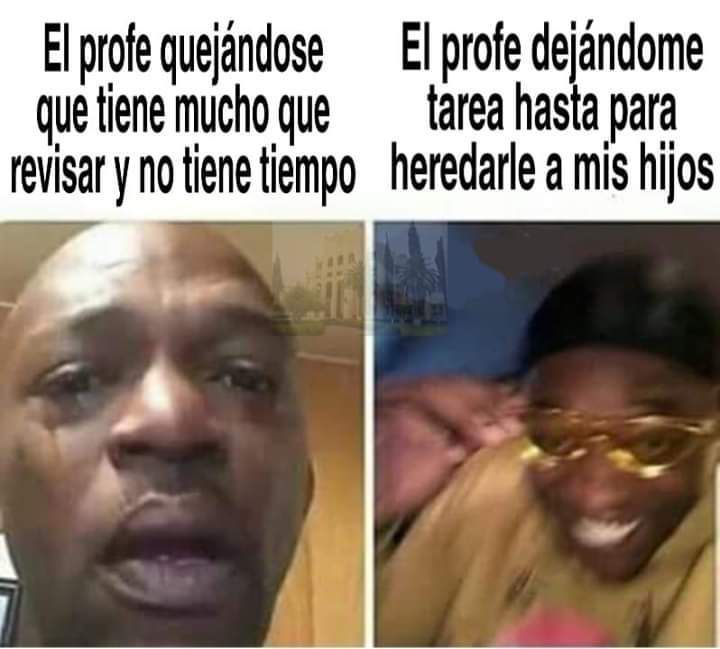 El profe quejándose
que tiene mucho que
revisar y no tiene tiempo
El profe dejándome
tarea hasta para
heredarle a mis hijos